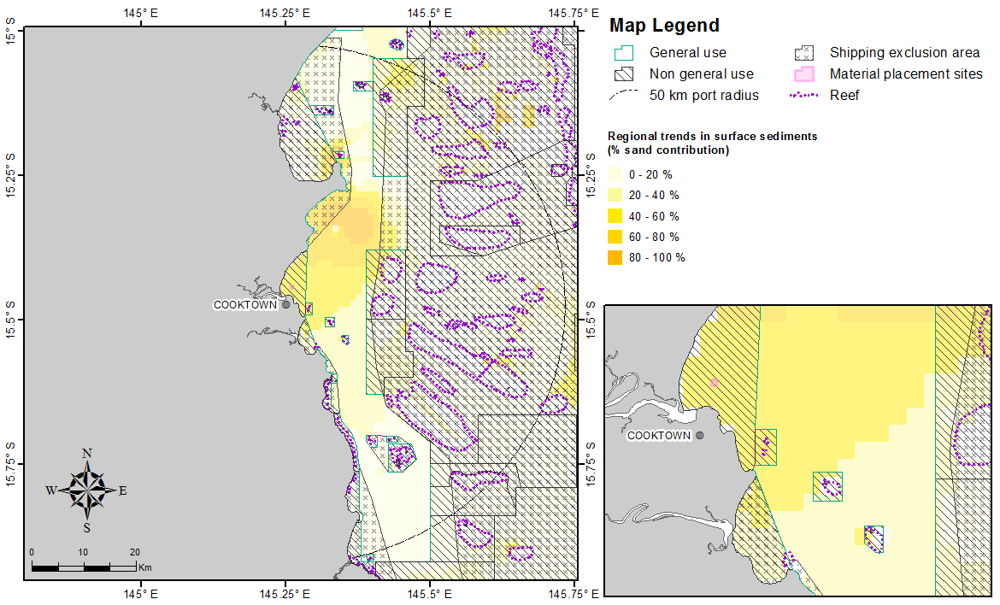 145° E
145.25° E
145.5° E
145.75° E
15° S
15.25° S
15.5° S
15.75° S
15° S
15.25° S
15.5° S
15.75° S
COOKTOWN
N
W
E
S
0
10
20
Km
145° E
145.25° E
145.5° E
145.75° E
Map Legend
General use
Non general use
50 km port radius
Shipping exclusion area
Material placement sites
Reef
Regional trends in surface sediments
(% sand contribution)
0 - 20 %
20 - 40 %
40 - 60 %
60 - 80 %
80 - 100 %
COOKTOWN